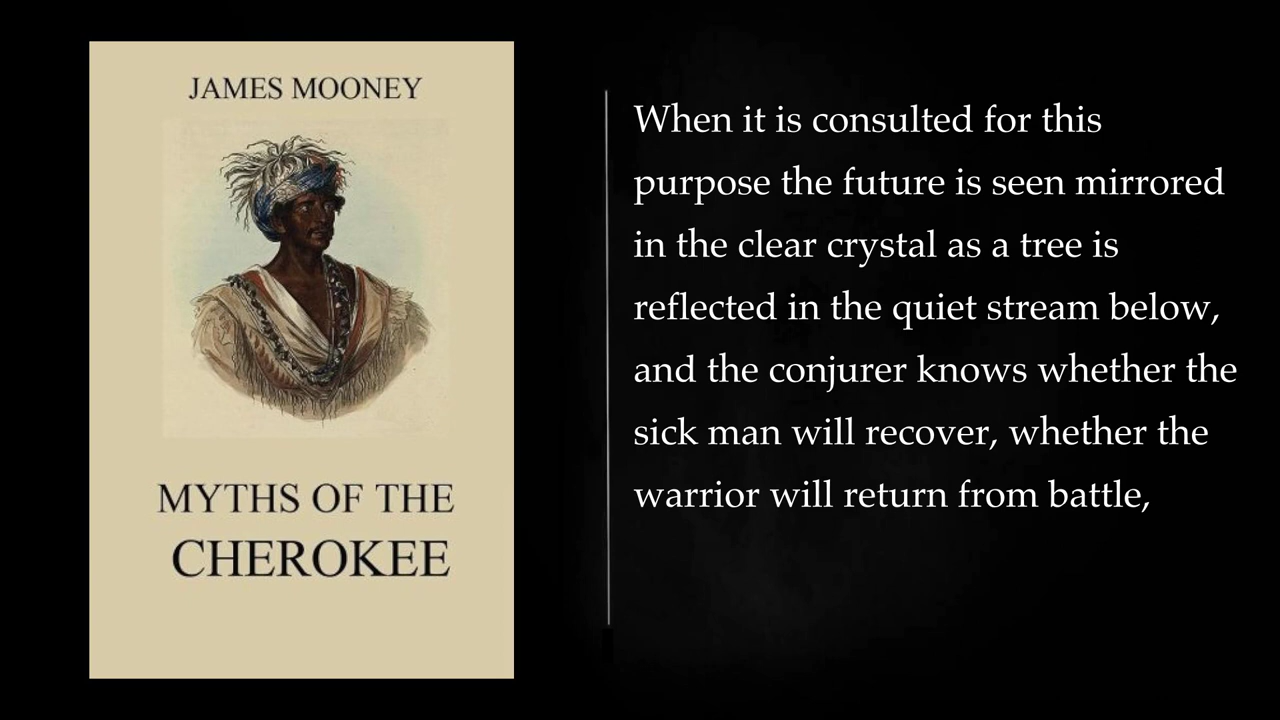 JAMES MOONEY
MYTHS OF THE
CHEROKEE
When it is consulted for this
purpose the future is seen mirrored
in the clear crystal as a tree is
reflected in the quiet stream below,
and the conjurer knows whether the
sick man will recover, whether the
warrior will return from battle,